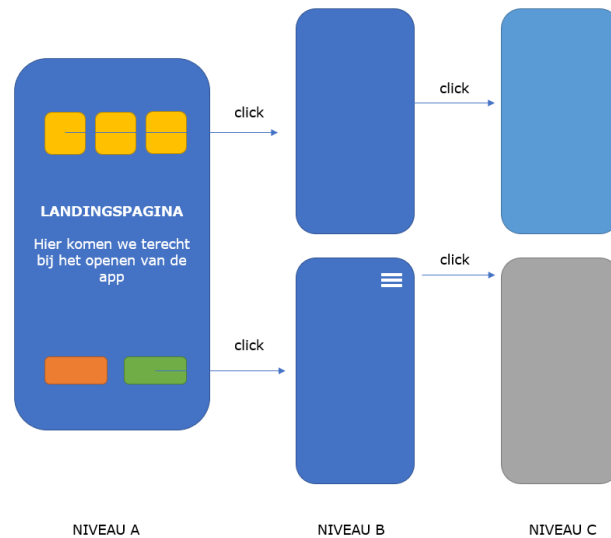 LANDINGSPAGINA
Hier komen we terecht
bij het openen van de
app
click
click
click
click
NIVEAU A
NIVEAU B
NIVEAU C